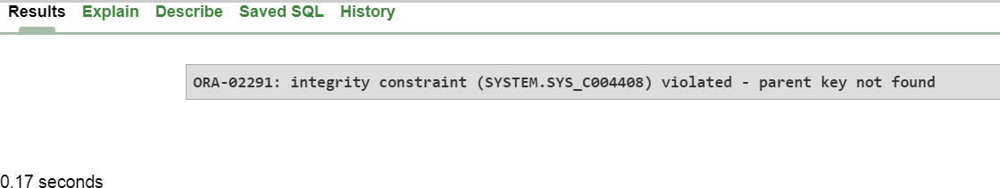 Results Explain Describe Saved SQL History
ORA-02291: integrity constraint (SYSTEM.SYS_C004408) violated - parent key not found
0.17 seconds